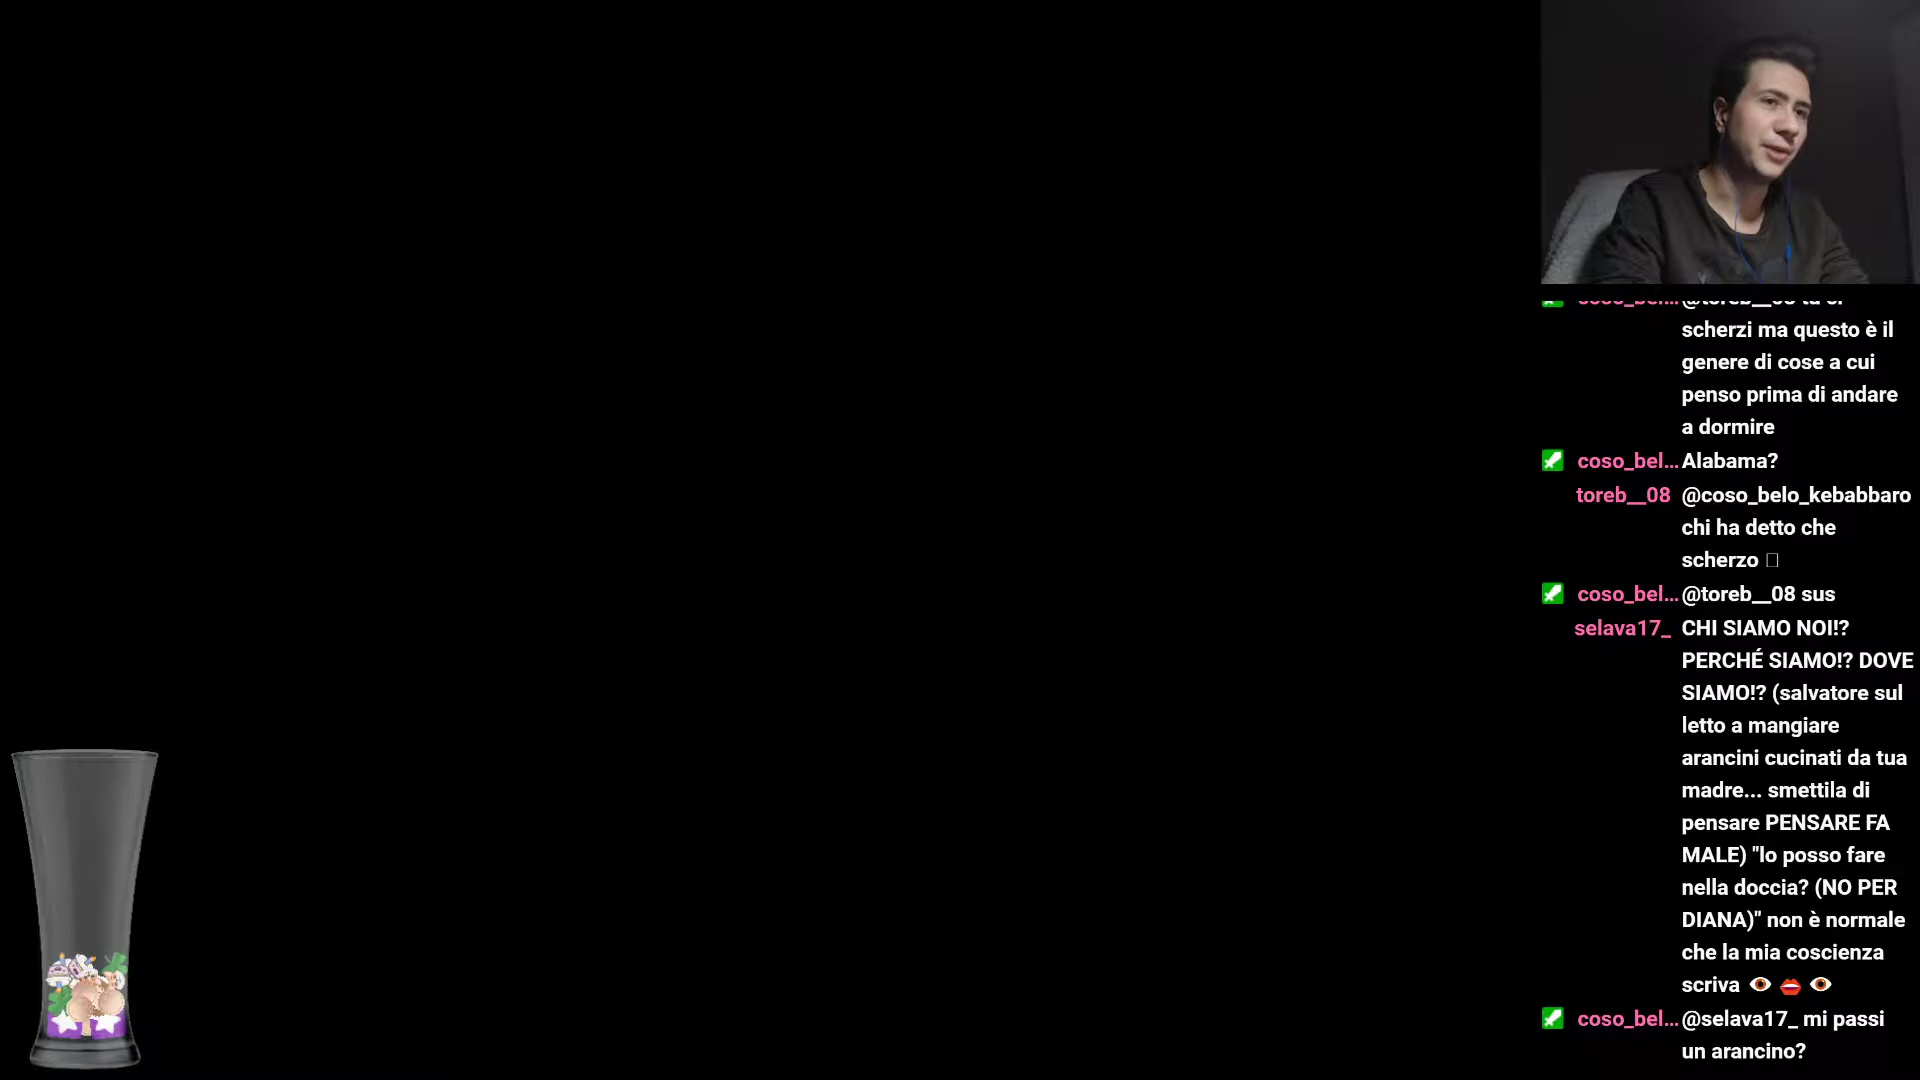 scherzi ma questo è il
genere di cose a cui
penso prima di andare
a dormire
coso_bel... Alabama?
toreb__08 @coso_belo_kebabbaro
chi ha detto che
scherzo
coso_bel... @toreb__08 sus
selava17_ CHI SIAMO NOI!?
PERCHÉ SIAMO!? DOVE
SIAMO!? (salvatore sul
letto a mangiare
arancini cucinati da tua
madre... smettila di
pensare PENSARE FA
MALE) "Io posso fare
nella doccia? (NO PER
DIANA)" non è normale
che la mia coscienza
scriva 👁 👄 👁
coso_bel... @selava17_ mi passi
un arancino?